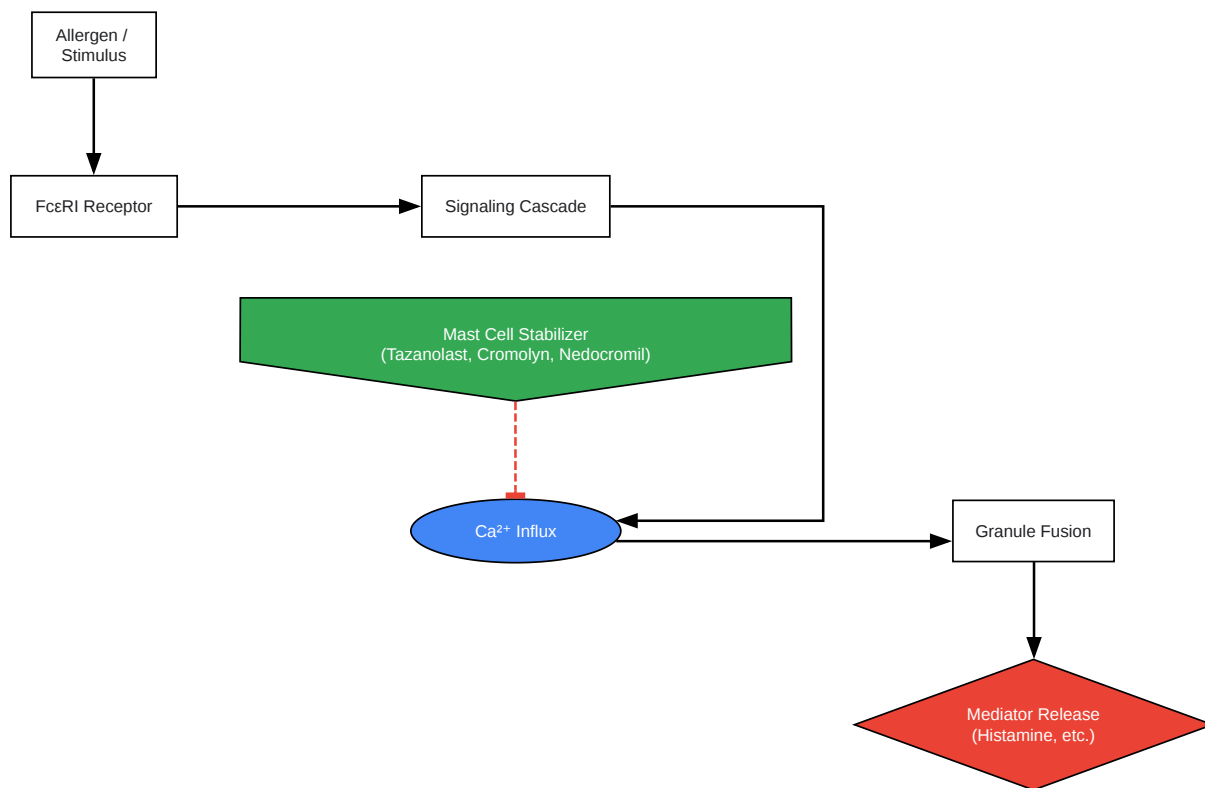 Allergen /
Stimulus
FcεRI Receptor
Signaling Cascade
Mast Cell Stabilizer
(Tazanolast, Cromolyn, Nedocromil)
Ca²⁺ Influx
Granule Fusion
Mediator Release
(Histamine, etc.)